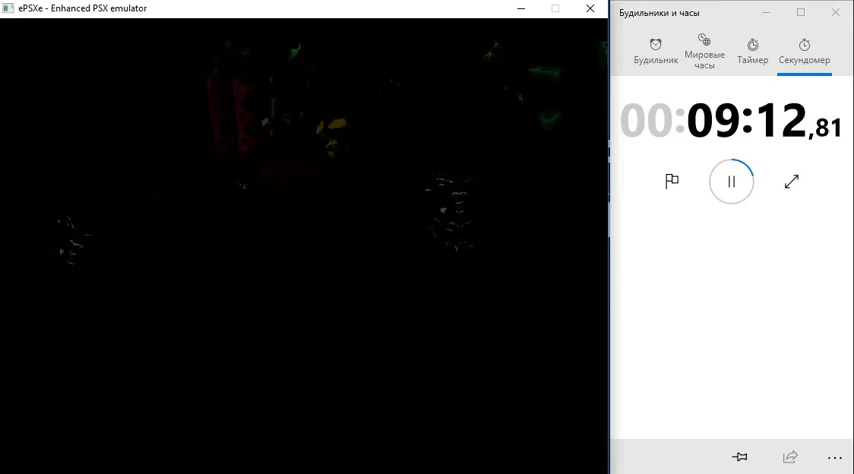 ePSXe - Enhanced PSX emulator
Будильники и часы
Будильник
Мировые
часы
Таймер
Секундомер
00:09:12,81